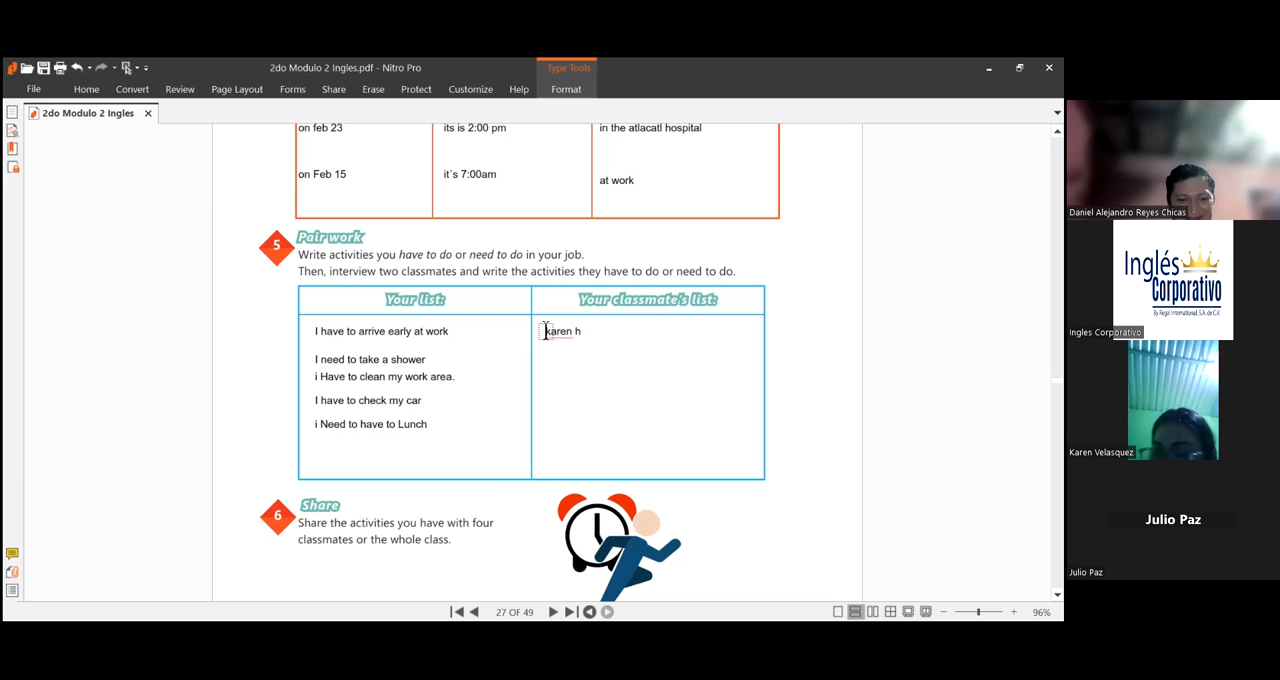 2do Modulo 2 Ingles.pdf - Nitro Pro
Type Tools
File Home Convert Review Page Layout Forms Share Erase Protect Customize Help Format
2do Modulo 2 Ingles
on feb 23 its is 2:00 pm in the atlacatl hospital
on Feb 15 it´s 7:00am at work
5 Pair work
Write activities you have to do or need to do in your job.
Then, interview two classmates and write the activities they have to do or need to do.
Your list: Your classmate's list:
I have to arrive early at work karen h
I need to take a shower
i Have to clean my work area.
I have to check my car
i Need to have to Lunch
6 Share
Share the activities you have with four
classmates or the whole class.
27 OF 49
96%
Daniel Alejandro Reyes Chicas
Inglés
Corporativo
By Regal International, S.A. de C.V.
Ingles Corporativo
Karen Velasquez
Julio Paz
Julio Paz